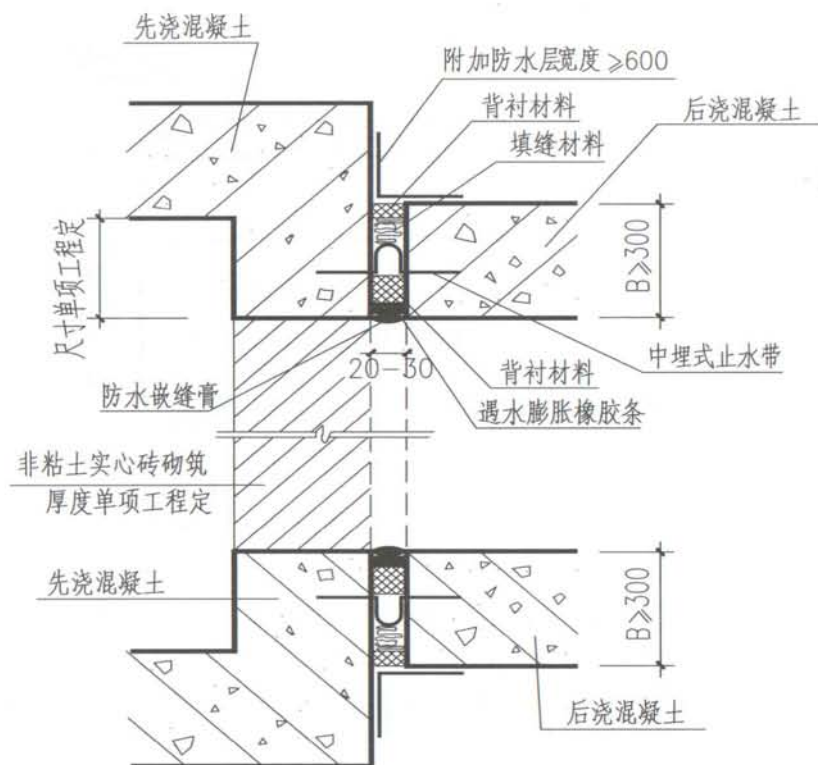 先浇混凝土
附加防水层宽度≥600
背衬材料
后浇混凝土
填缝材料
尺寸单项工程定
B≥300
中埋式止水带
20-30
背衬材料
防水嵌缝膏
遇水膨胀橡胶条
非粘土实心砖砌筑
厚度单项工程定
先浇混凝土
B≥300
后浇混凝土